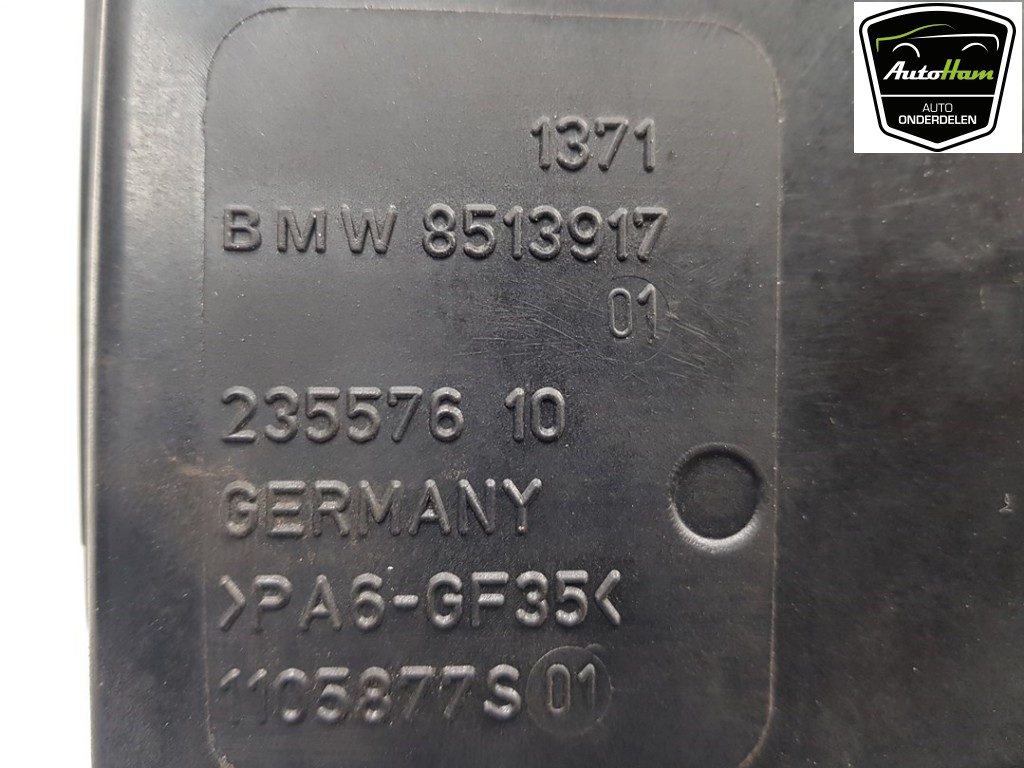 AutoHam
AUTO
ONDERDELEN
1371
BMW 8513917
01
235576 10
GERMANY
>PA6-GF35<
1105877S 01